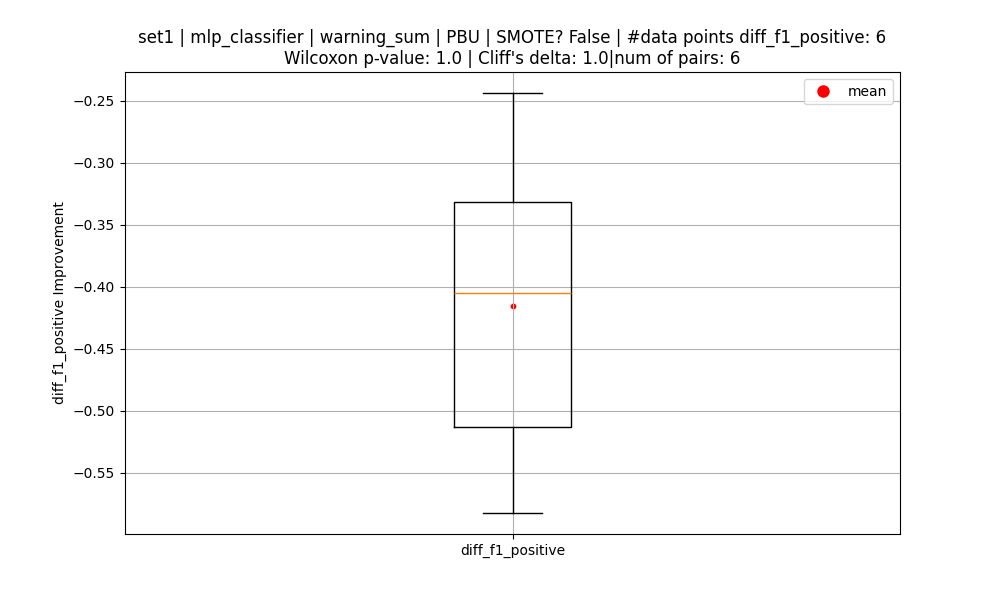 set1 | mlp_classifier | warning_sum | PBU | SMOTE? False | #data points diff_f1_positive: 6
Wilcoxon p-value: 1.0 | Cliff's delta: 1.0|num of pairs: 6
mean
−0.25
−0.30
−0.35
−0.40
−0.45
−0.50
−0.55
diff_f1_positive Improvement
diff_f1_positive